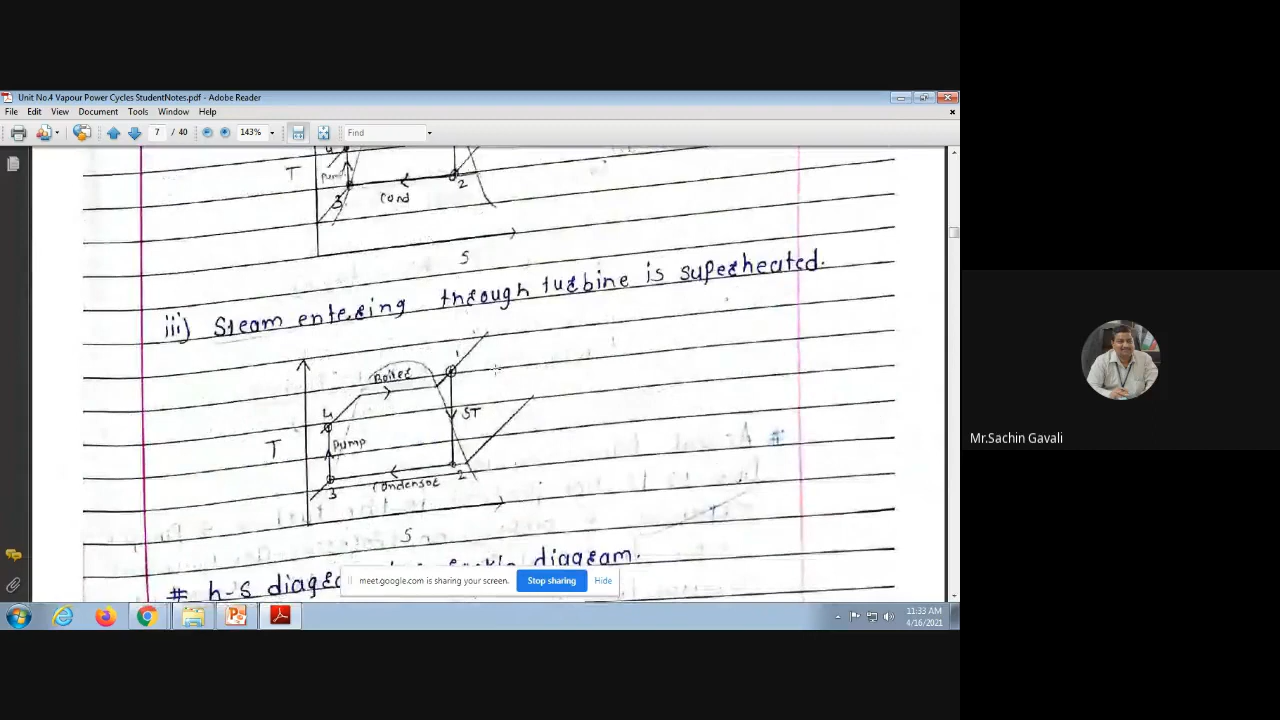 Unit No.4 Vapour Power Cycles StudentNotes.pdf - Adobe Reader
File Edit View Document Tools Window Help
7 / 40 143% Find
4
T Pump 2
3 Cond
S
iii) Steam entering through turbine is superheated.
1
Boiler
4 ST
T Pump
Condensor 2
3
S
# h-s diagram.
meet.google.com is sharing your screen. Stop sharing Hide
Mr.Sachin Gavali
11:33 AM
4/16/2021